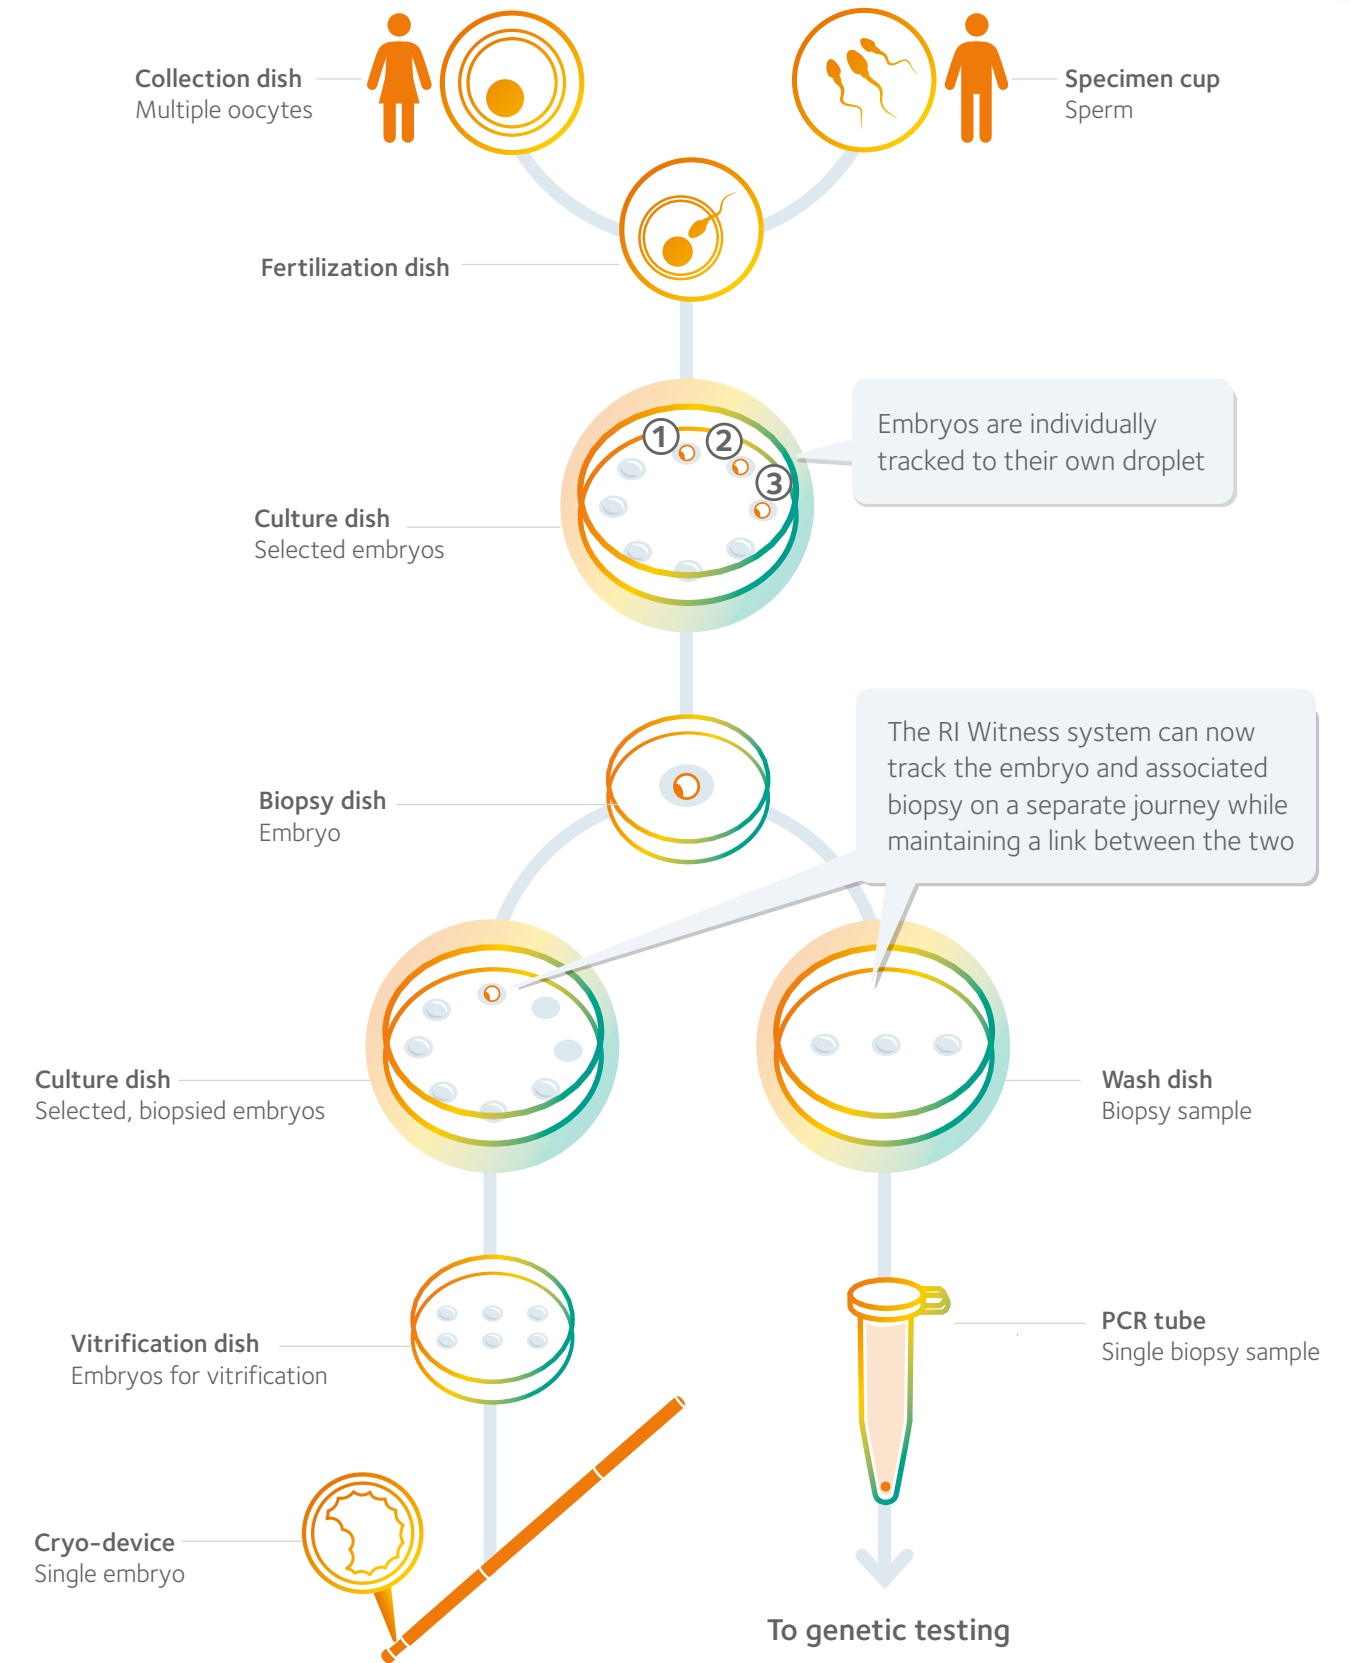 Collection dish
Multiple oocytes
Specimen cup
Sperm
Fertilization dish
1
2
3
Embryos are individually
tracked to their own droplet
Culture dish
Selected embryos
The RI Witness system can now
track the embryo and associated
biopsy on a separate journey while
maintaining a link between the two
Biopsy dish
Embryo
Culture dish
Selected, biopsied embryos
Wash dish
Biopsy sample
Vitrification dish
Embryos for vitrification
PCR tube
Single biopsy sample
Cryo-device
Single embryo
To genetic testing